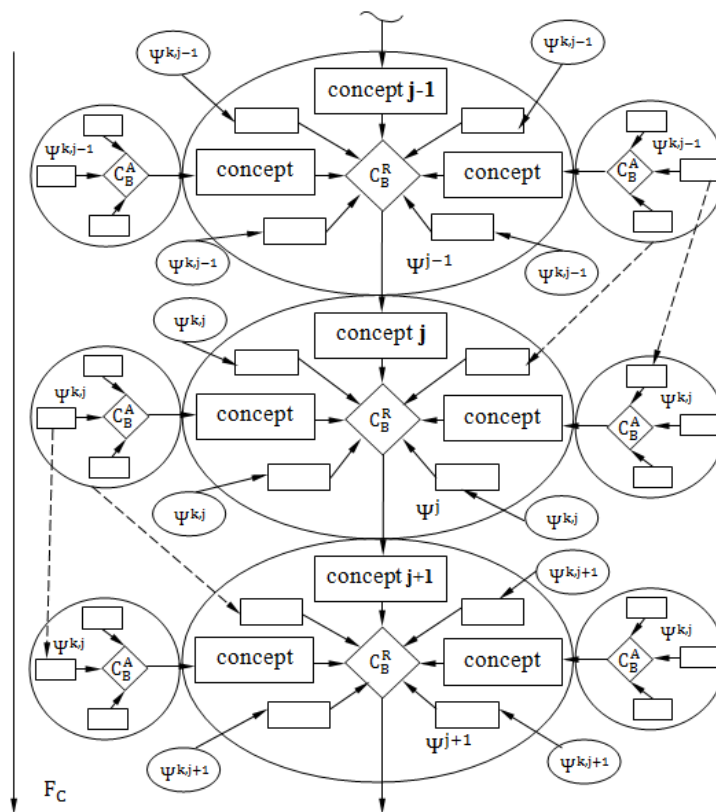 Ψk,j−1
Ψk,j−1
concept j-1
Ψk,j−1
C_B^A
concept
C_B^R
concept
C_B^A
Ψk,j−1
Ψk,j−1
Ψj−1
Ψk,j−1
Ψk,j
concept j
Ψk,j
C_B^A
concept
C_B^R
concept
C_B^A
Ψk,j
Ψk,j
Ψj
Ψk,j
concept j+1
Ψk,j+1
Ψk,j
C_B^A
concept
C_B^R
concept
C_B^A
Ψk,j
Ψk,j+1
Ψj+1
Ψk,j+1
F_C